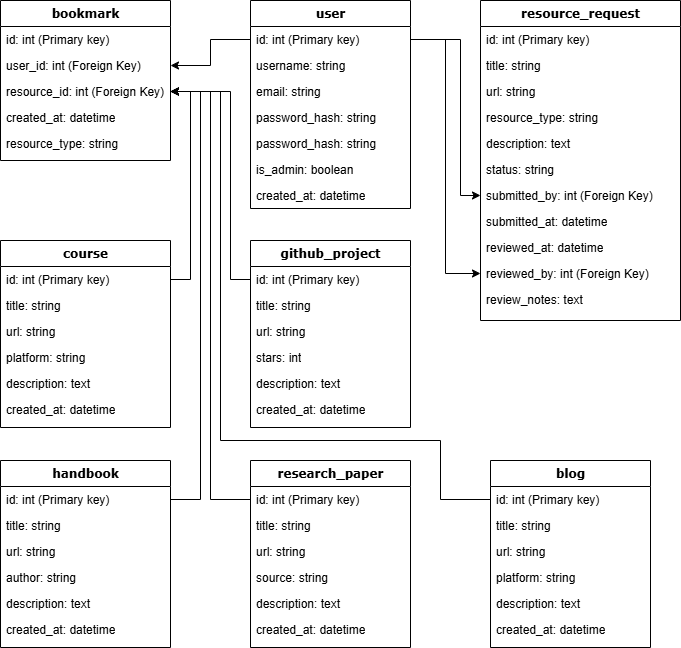 bookmark
id: int (Primary key)
user_id: int (Foreign Key)
resource_id: int (Foreign Key)
created_at: datetime
resource_type: string
user
id: int (Primary key)
username: string
email: string
password_hash: string
password_hash: string
is_admin: boolean
created_at: datetime
resource_request
id: int (Primary key)
title: string
url: string
resource_type: string
description: text
status: string
submitted_by: int (Foreign Key)
submitted_at: datetime
reviewed_at: datetime
reviewed_by: int (Foreign Key)
review_notes: text
course
id: int (Primary key)
title: string
url: string
platform: string
description: text
created_at: datetime
github_project
id: int (Primary key)
title: string
url: string
stars: int
description: text
created_at: datetime
handbook
id: int (Primary key)
title: string
url: string
author: string
description: text
created_at: datetime
research_paper
id: int (Primary key)
title: string
url: string
source: string
description: text
created_at: datetime
blog
id: int (Primary key)
title: string
url: string
platform: string
description: text
created_at: datetime